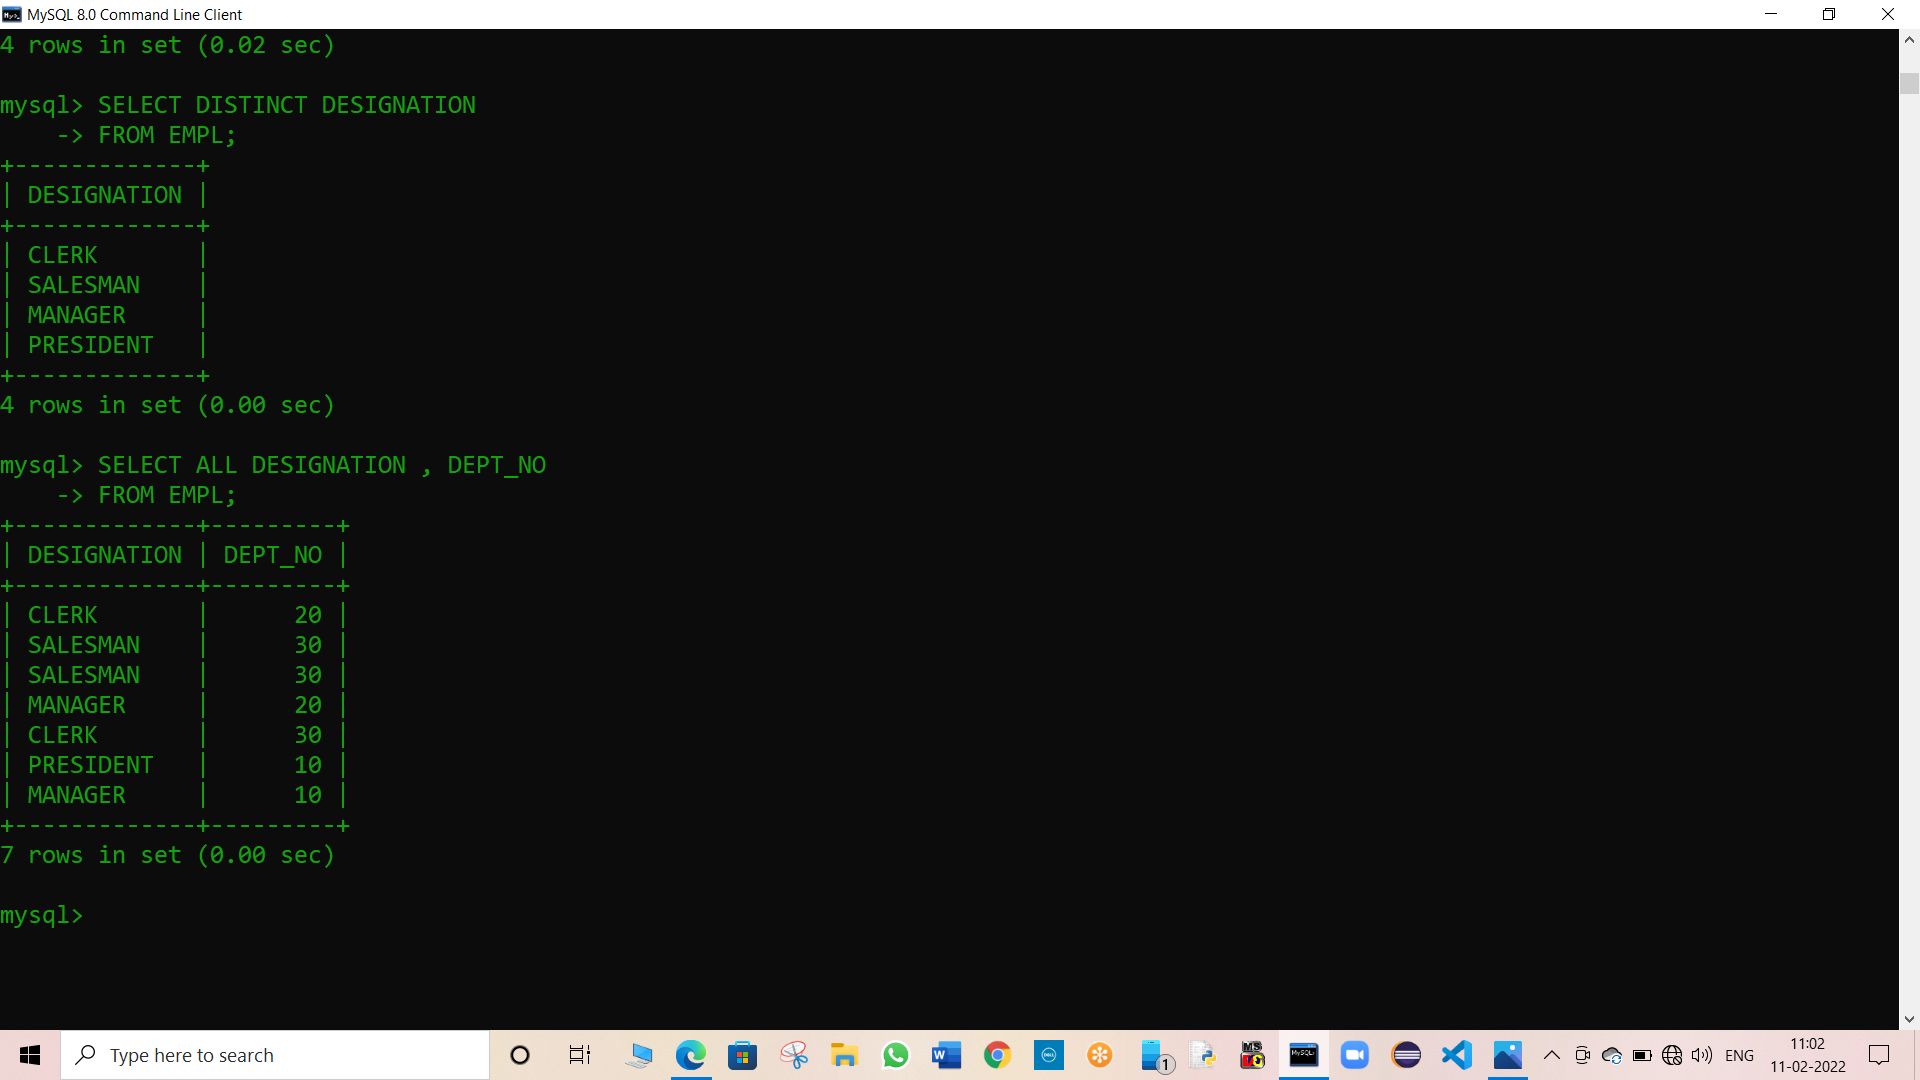 MySQL 8.0 Command Line Client
4 rows in set (0.02 sec)
mysql> SELECT DISTINCT DESIGNATION
    -> FROM EMPL;
+-------------+
| DESIGNATION |
+-------------+
| CLERK       |
| SALESMAN    |
| MANAGER     |
| PRESIDENT   |
+-------------+
4 rows in set (0.00 sec)
mysql> SELECT ALL DESIGNATION , DEPT_NO
    -> FROM EMPL;
+-------------+---------+
| DESIGNATION | DEPT_NO |
+-------------+---------+
| CLERK       |      20 |
| SALESMAN    |      30 |
| SALESMAN    |      30 |
| MANAGER     |      20 |
| CLERK       |      30 |
| PRESIDENT   |      10 |
| MANAGER     |      10 |
+-------------+---------+
7 rows in set (0.00 sec)
mysql>
Type here to search
1
ENG
11:02
11-02-2022